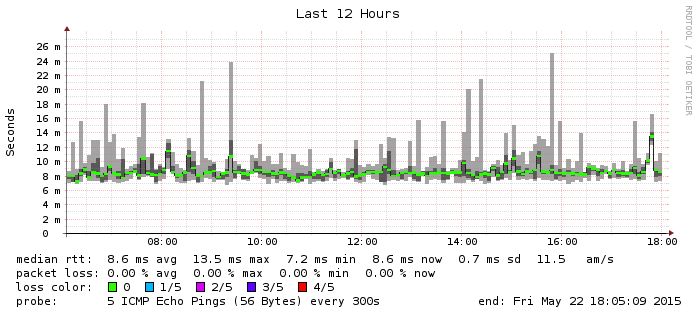 Last 12 Hours
RRDTOOL / TOBI OETIKER
Seconds
26 m
24 m
22 m
20 m
18 m
16 m
14 m
12 m
10 m
8 m
6 m
4 m
2 m
0
08:00 10:00 12:00 14:00 16:00 18:00
median rtt: 8.6 ms avg 13.5 ms max 7.2 ms min 8.6 ms now 0.7 ms sd 11.5 am/s
packet loss: 0.00 % avg 0.00 % max 0.00 % min 0.00 % now
loss color: 0 1/5 2/5 3/5 4/5
probe: 5 ICMP Echo Pings (56 Bytes) every 300s end: Fri May 22 18:05:09 2015